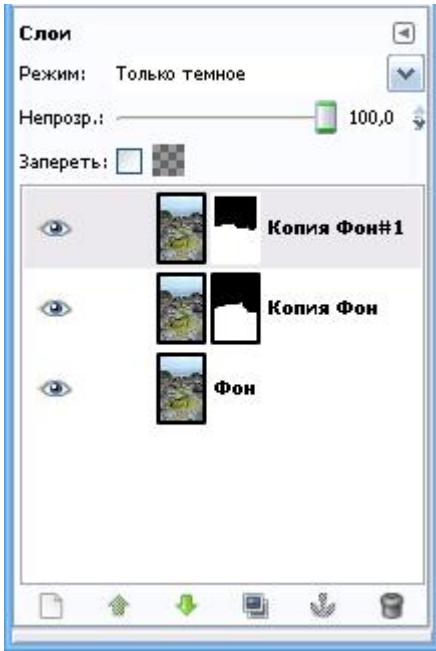 Слои
Режим: Только темное
Непрозр.: 100,0
Запереть:
Копия Фон#1
Копия Фон
Фон